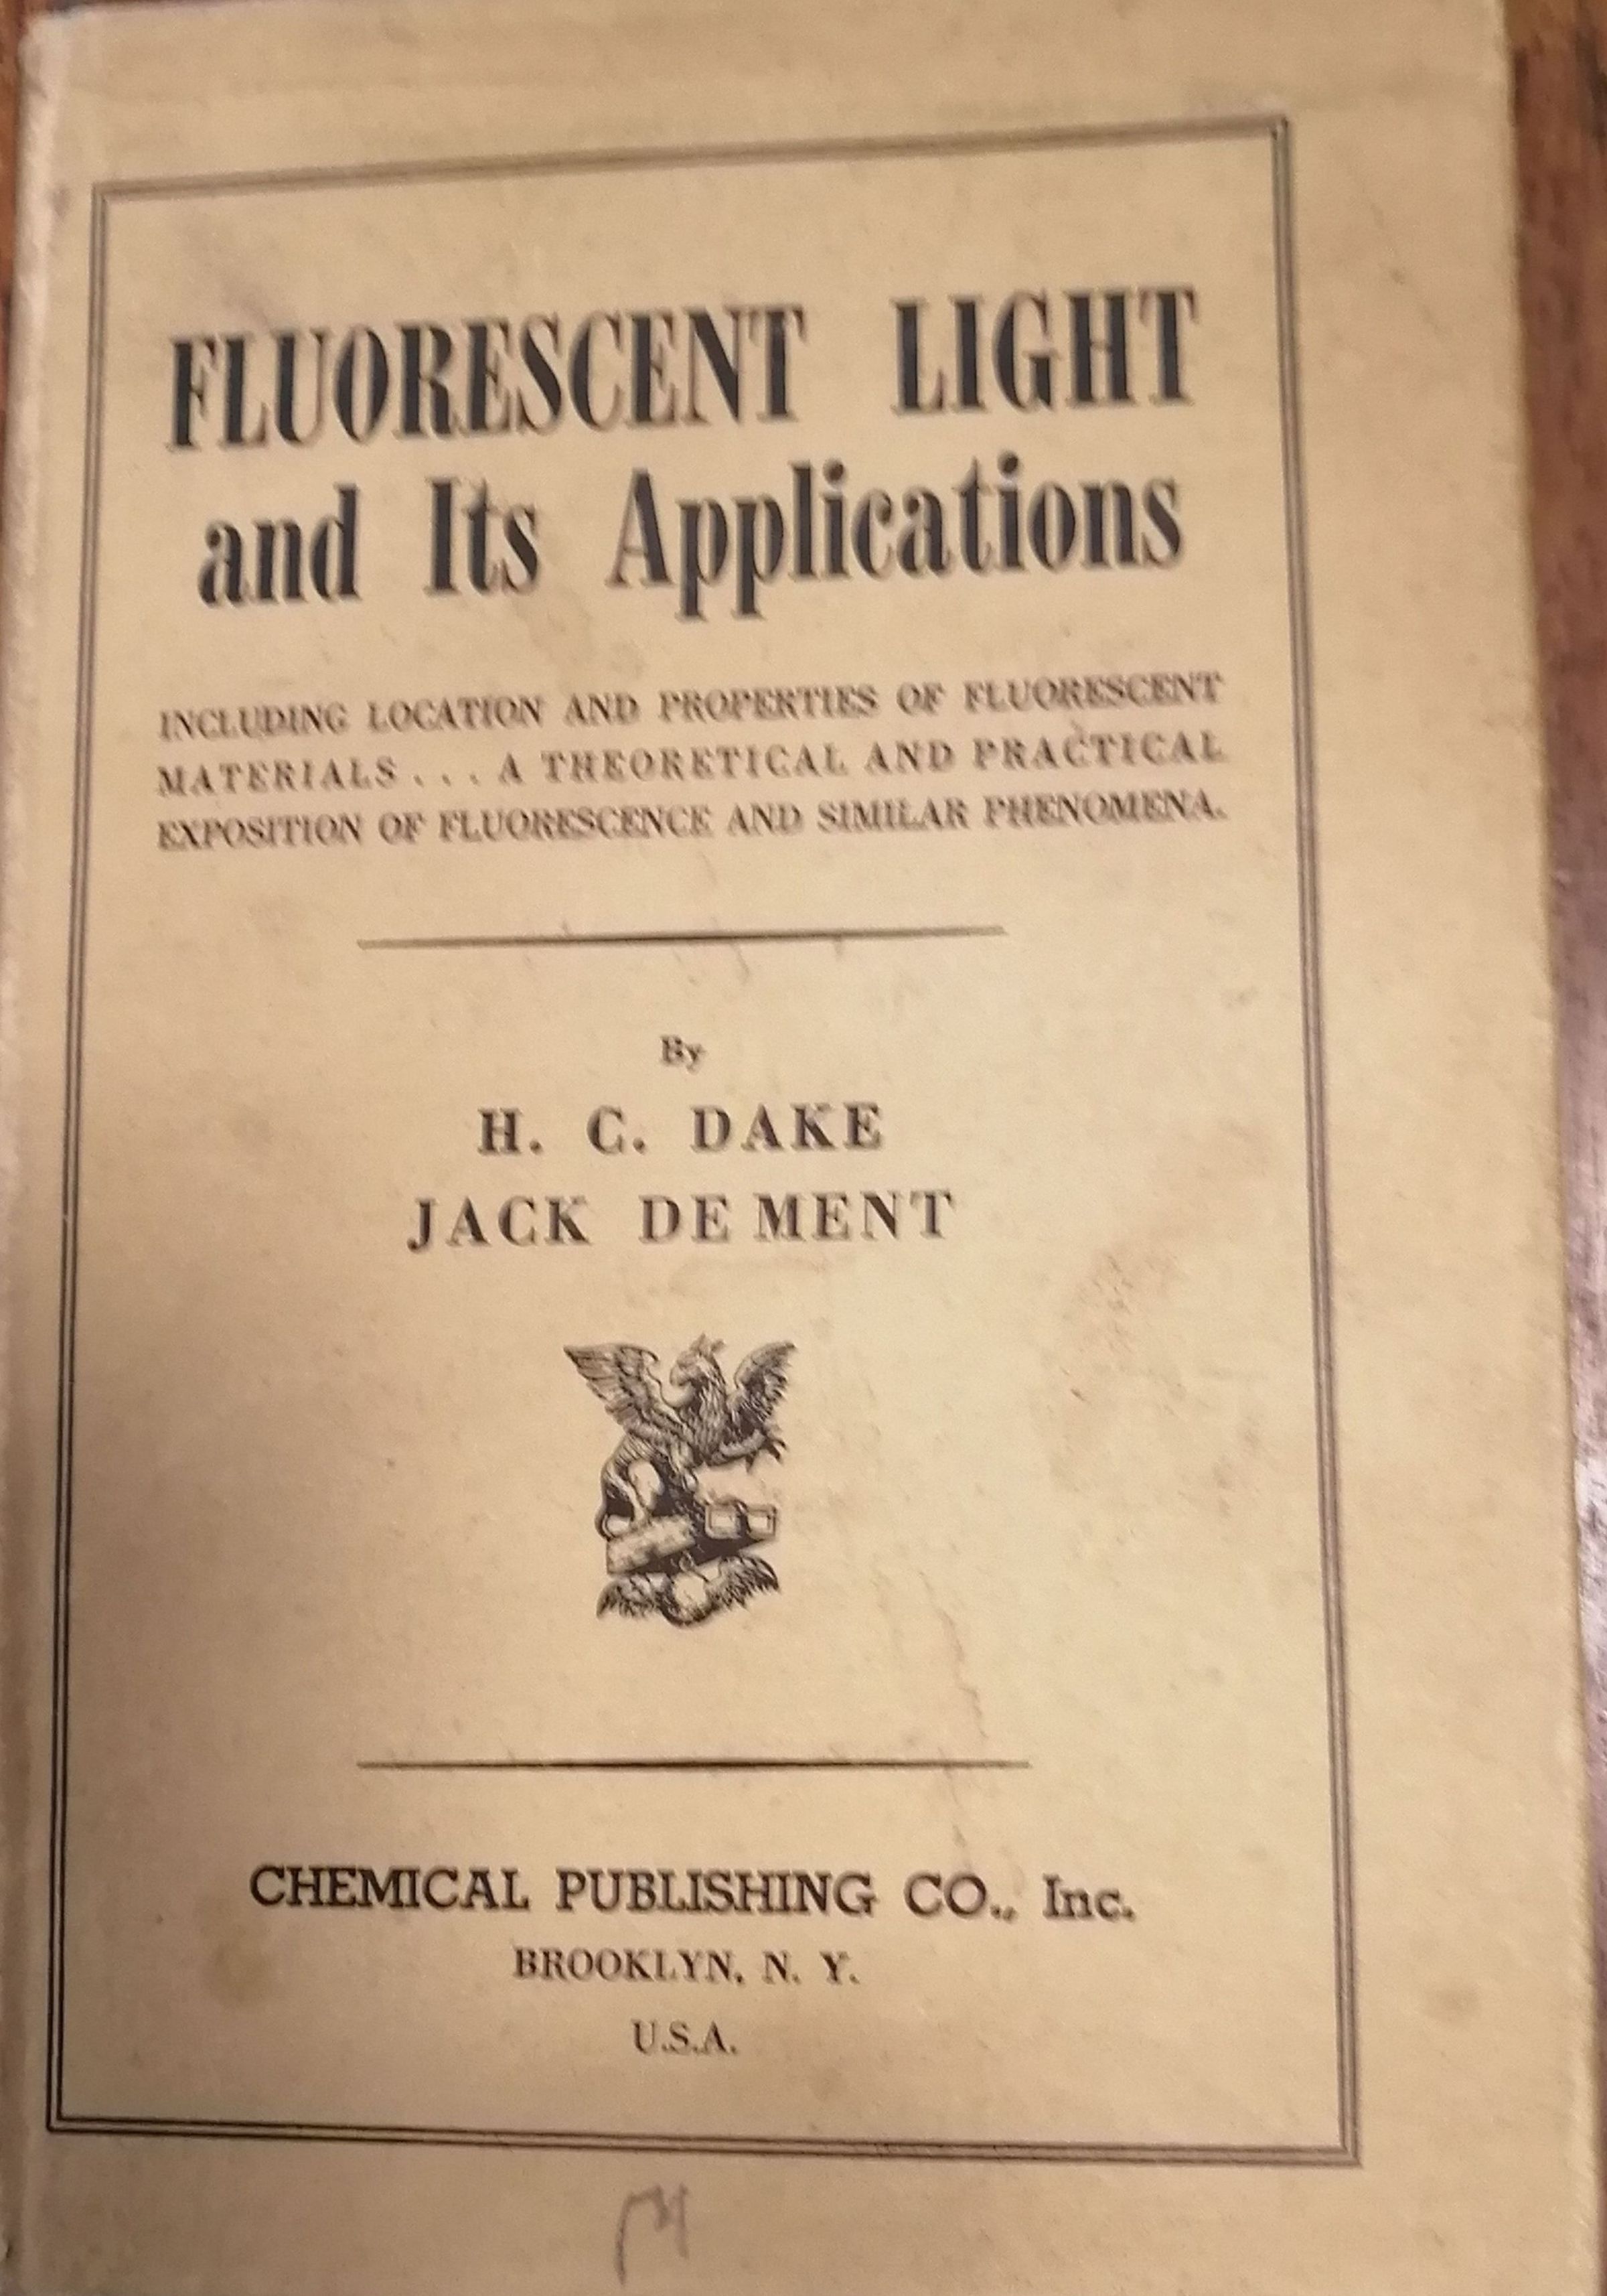 FLUORESCENT LIGHT
and Its Applications
INCLUDING LOCATION AND PROPERTIES OF FLUORESCENT
MATERIALS . . . A THEORETICAL AND PRACTICAL
EXPOSITION OF FLUORESCENCE AND SIMILAR PHENOMENA.
By
H. C. DAKE
JACK DE MENT
CHEMICAL PUBLISHING CO., Inc.
BROOKLYN, N. Y.
U.S.A.